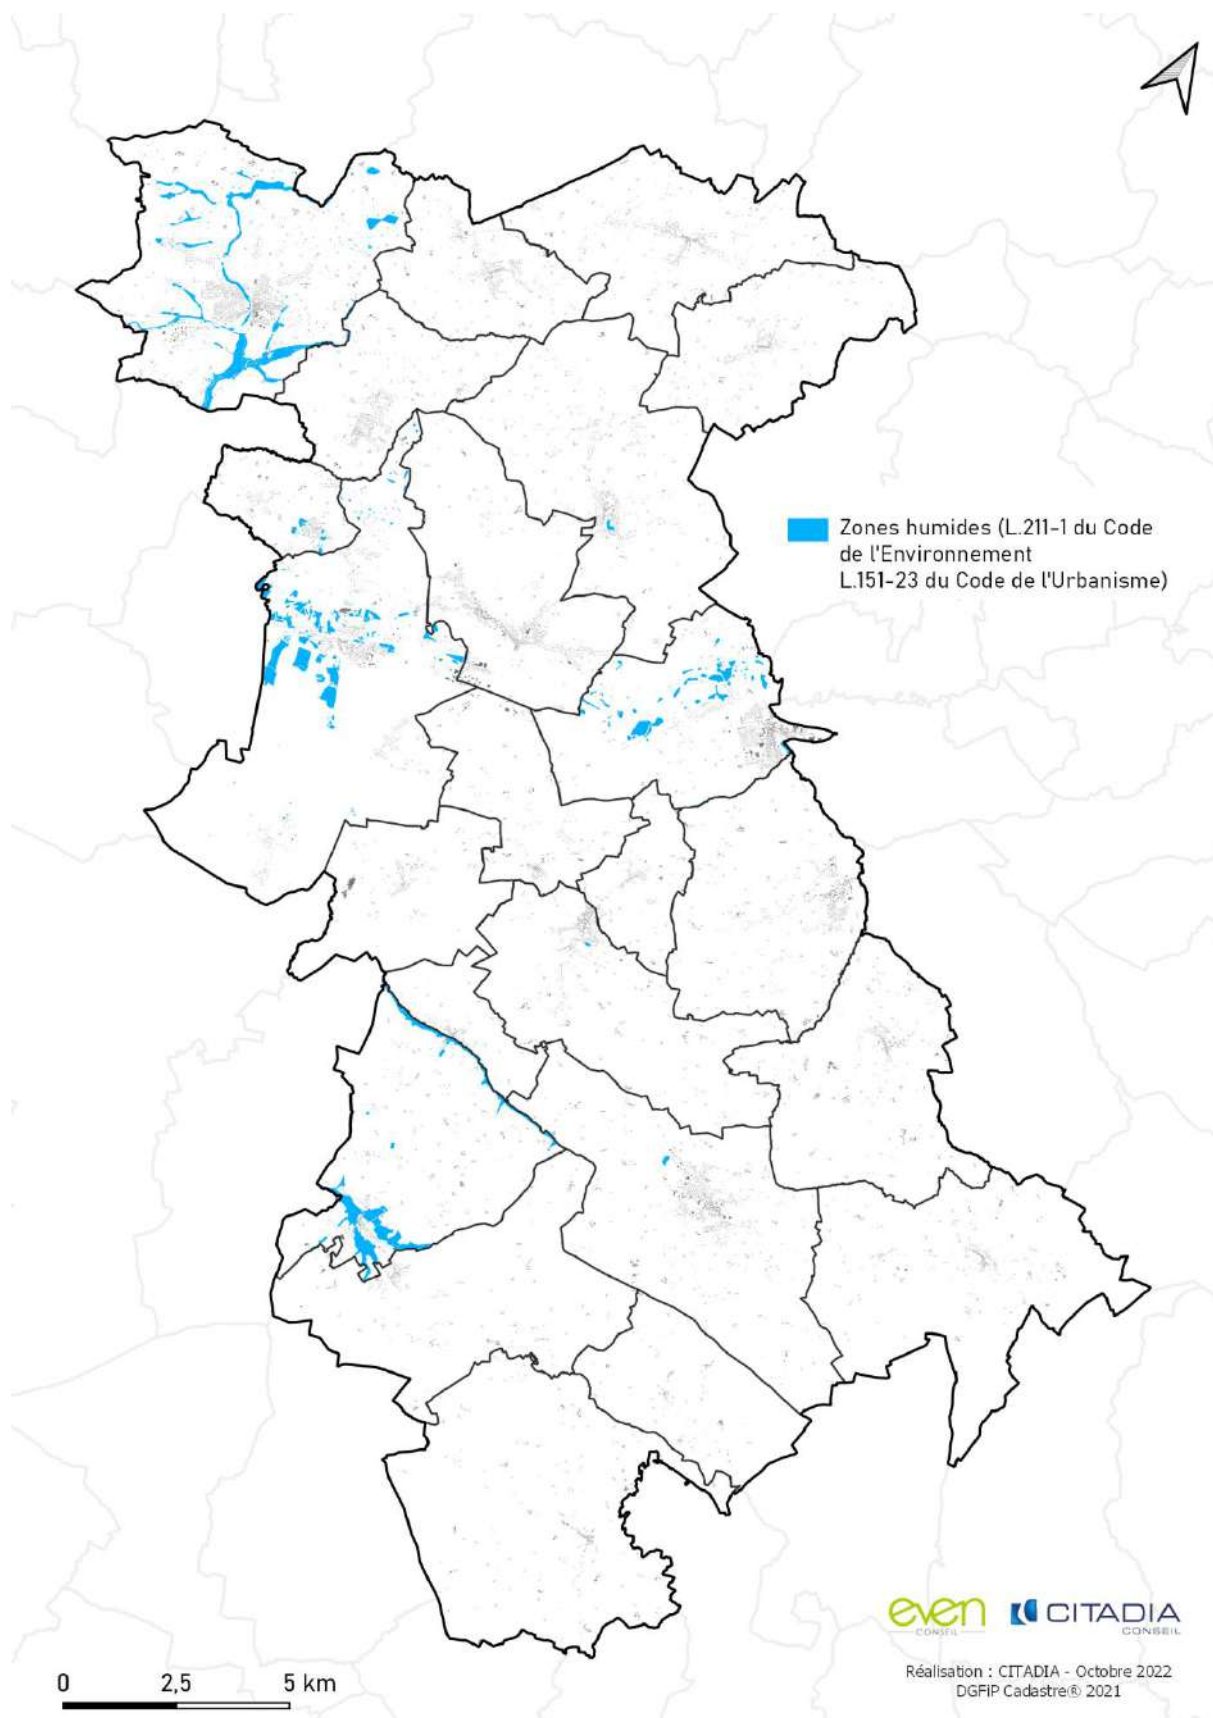 Zones humides (L.211-1 du Code
de l'Environnement
L.151-23 du Code de l'Urbanisme)
even
CONSEIL
CITADIA
CONSEIL
Réalisation : CITADIA - Octobre 2022
DGFiP Cadastre® 2021
0 2,5 5 km